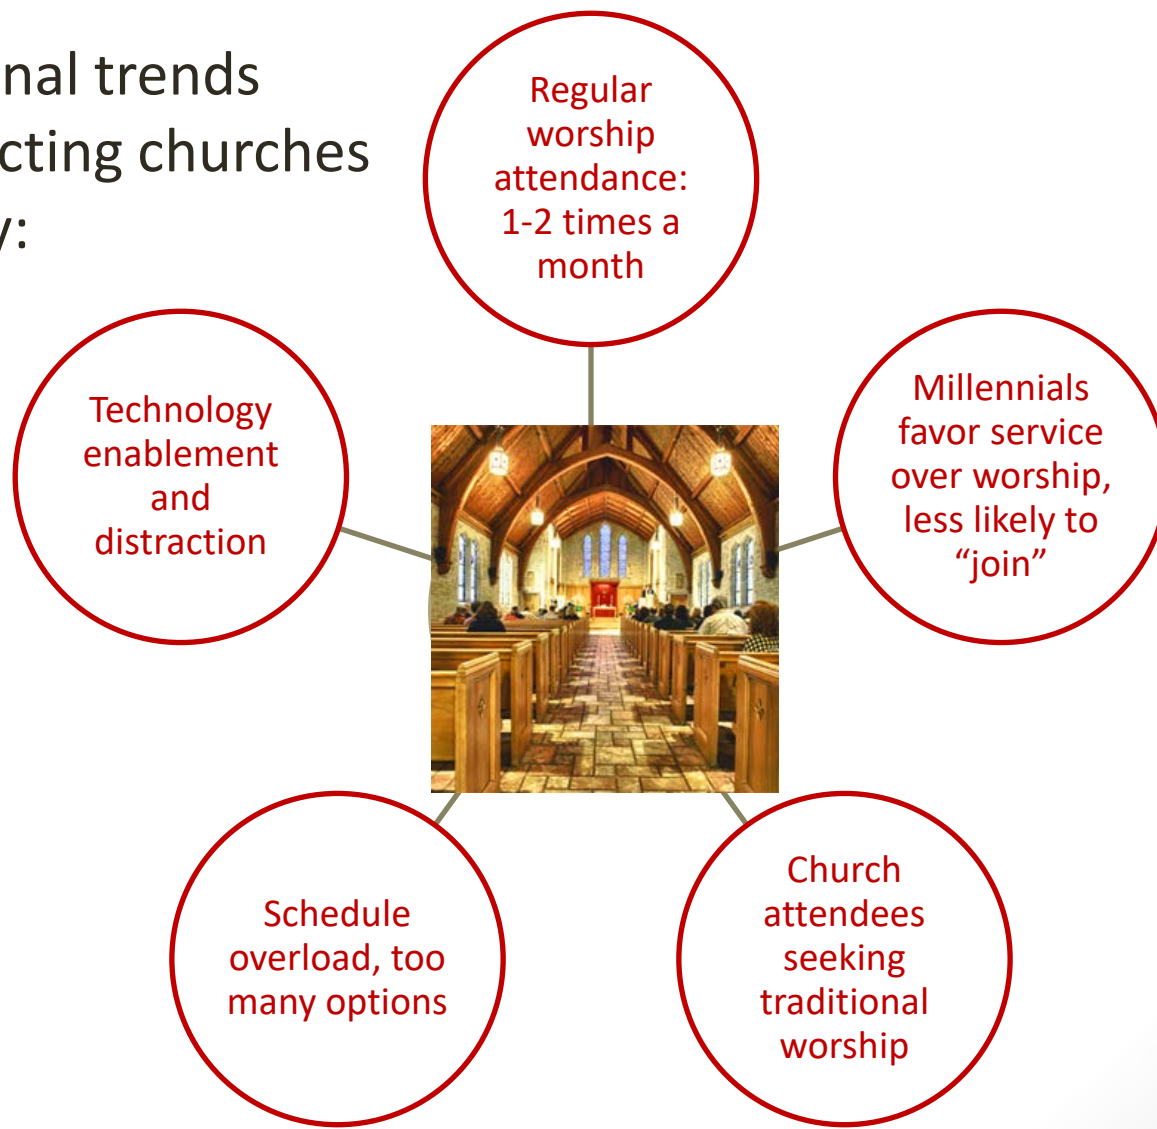 nal trends
cting churches
y:
Regular
worship
attendance:
1-2 times a
month
Millennials
favor service
over worship,
less likely to
“join”
Church
attendees
seeking
traditional
worship
Schedule
overload, too
many options
Technology
enablement
and
distraction